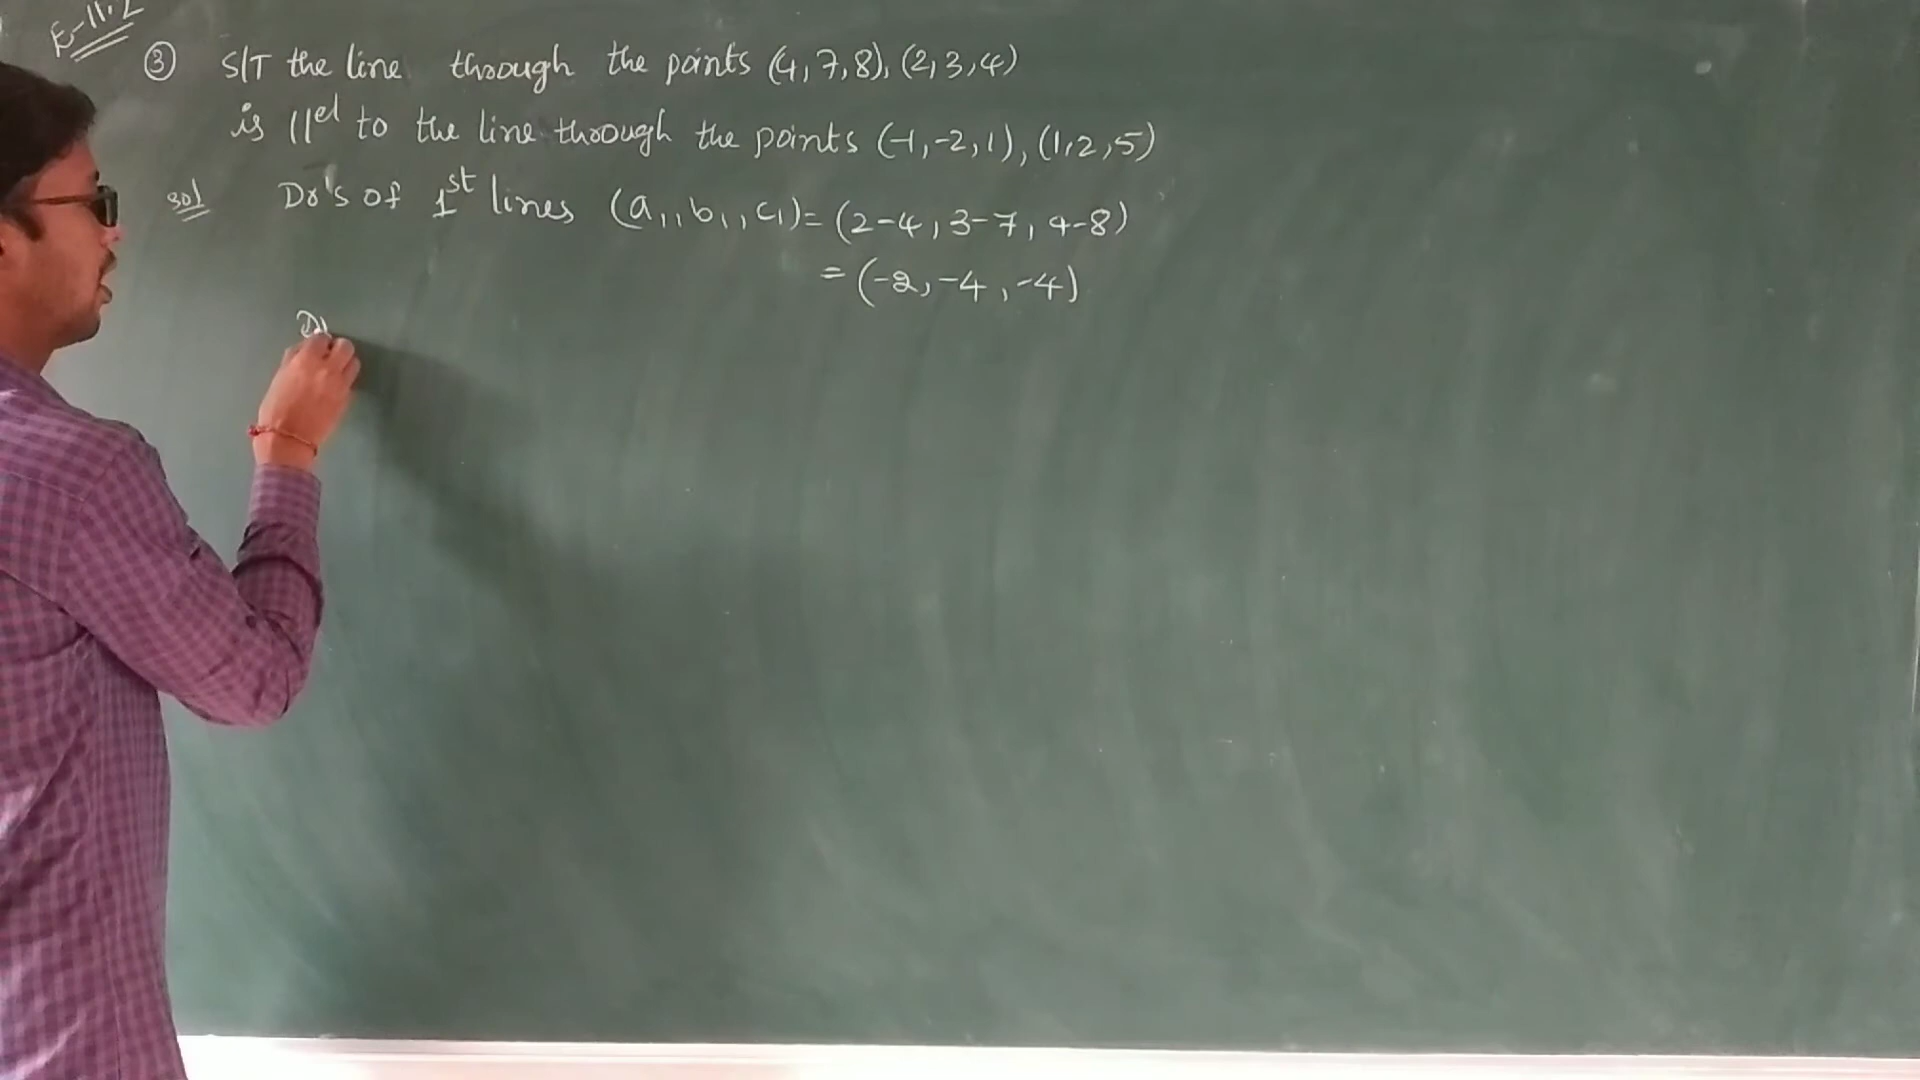 E-11.2
③ S/T the line through the points (4,7,8), (2,3,4)
is ||el to the line through the points (-1,-2,1), (1,2,5)
sol Dr's of 1st lines (a1, b1, c1) = (2-4, 3-7, 4-8)
= (-2, -4, -4)